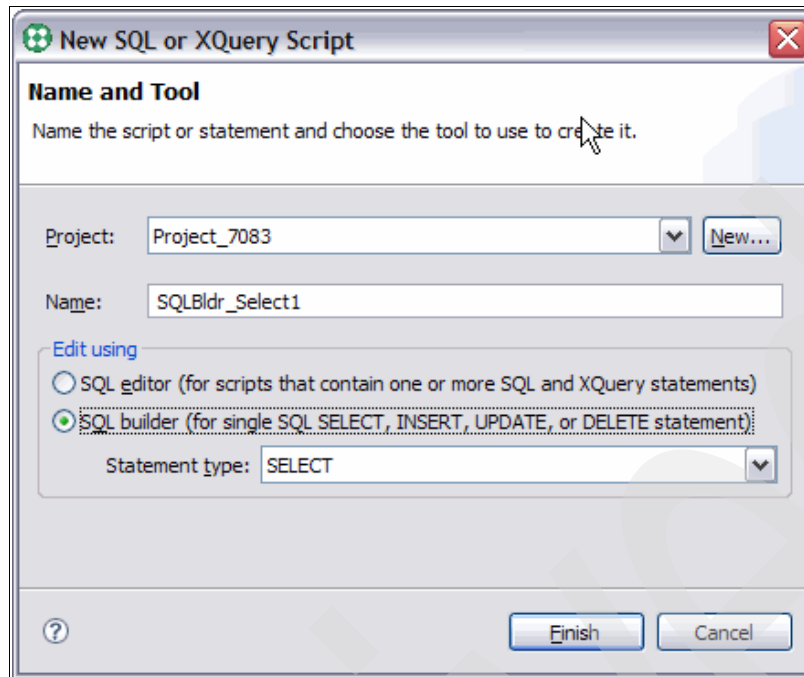 New SQL or XQuery Script
Name and Tool
Name the script or statement and choose the tool to use to create it.
Project: Project_7083 New...
Name: SQLBldr_Select1
Edit using
SQL editor (for scripts that contain one or more SQL and XQuery statements)
SQL builder (for single SQL SELECT, INSERT, UPDATE, or DELETE statement)
Statement type: SELECT
? Finish Cancel